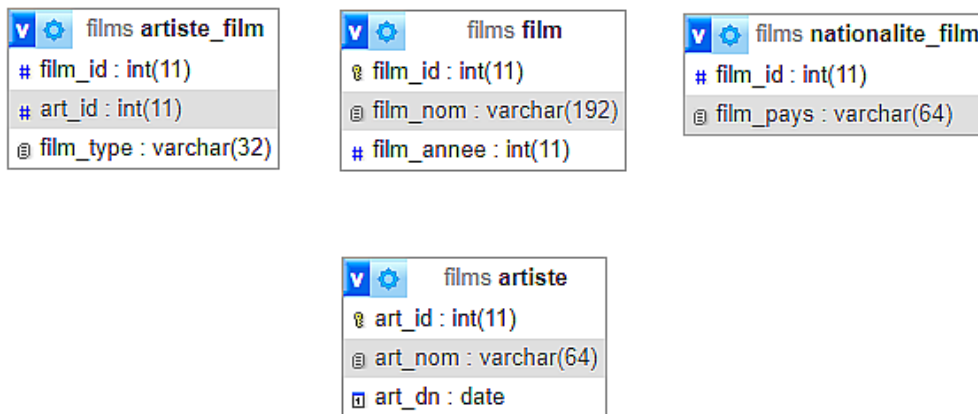 films artiste_film
# film_id : int(11)
# art_id : int(11)
film_type : varchar(32)
films film
film_id : int(11)
film_nom : varchar(192)
# film_annee : int(11)
films nationalite_film
# film_id : int(11)
film_pays : varchar(64)
films artiste
art_id : int(11)
art_nom : varchar(64)
art_dn : date